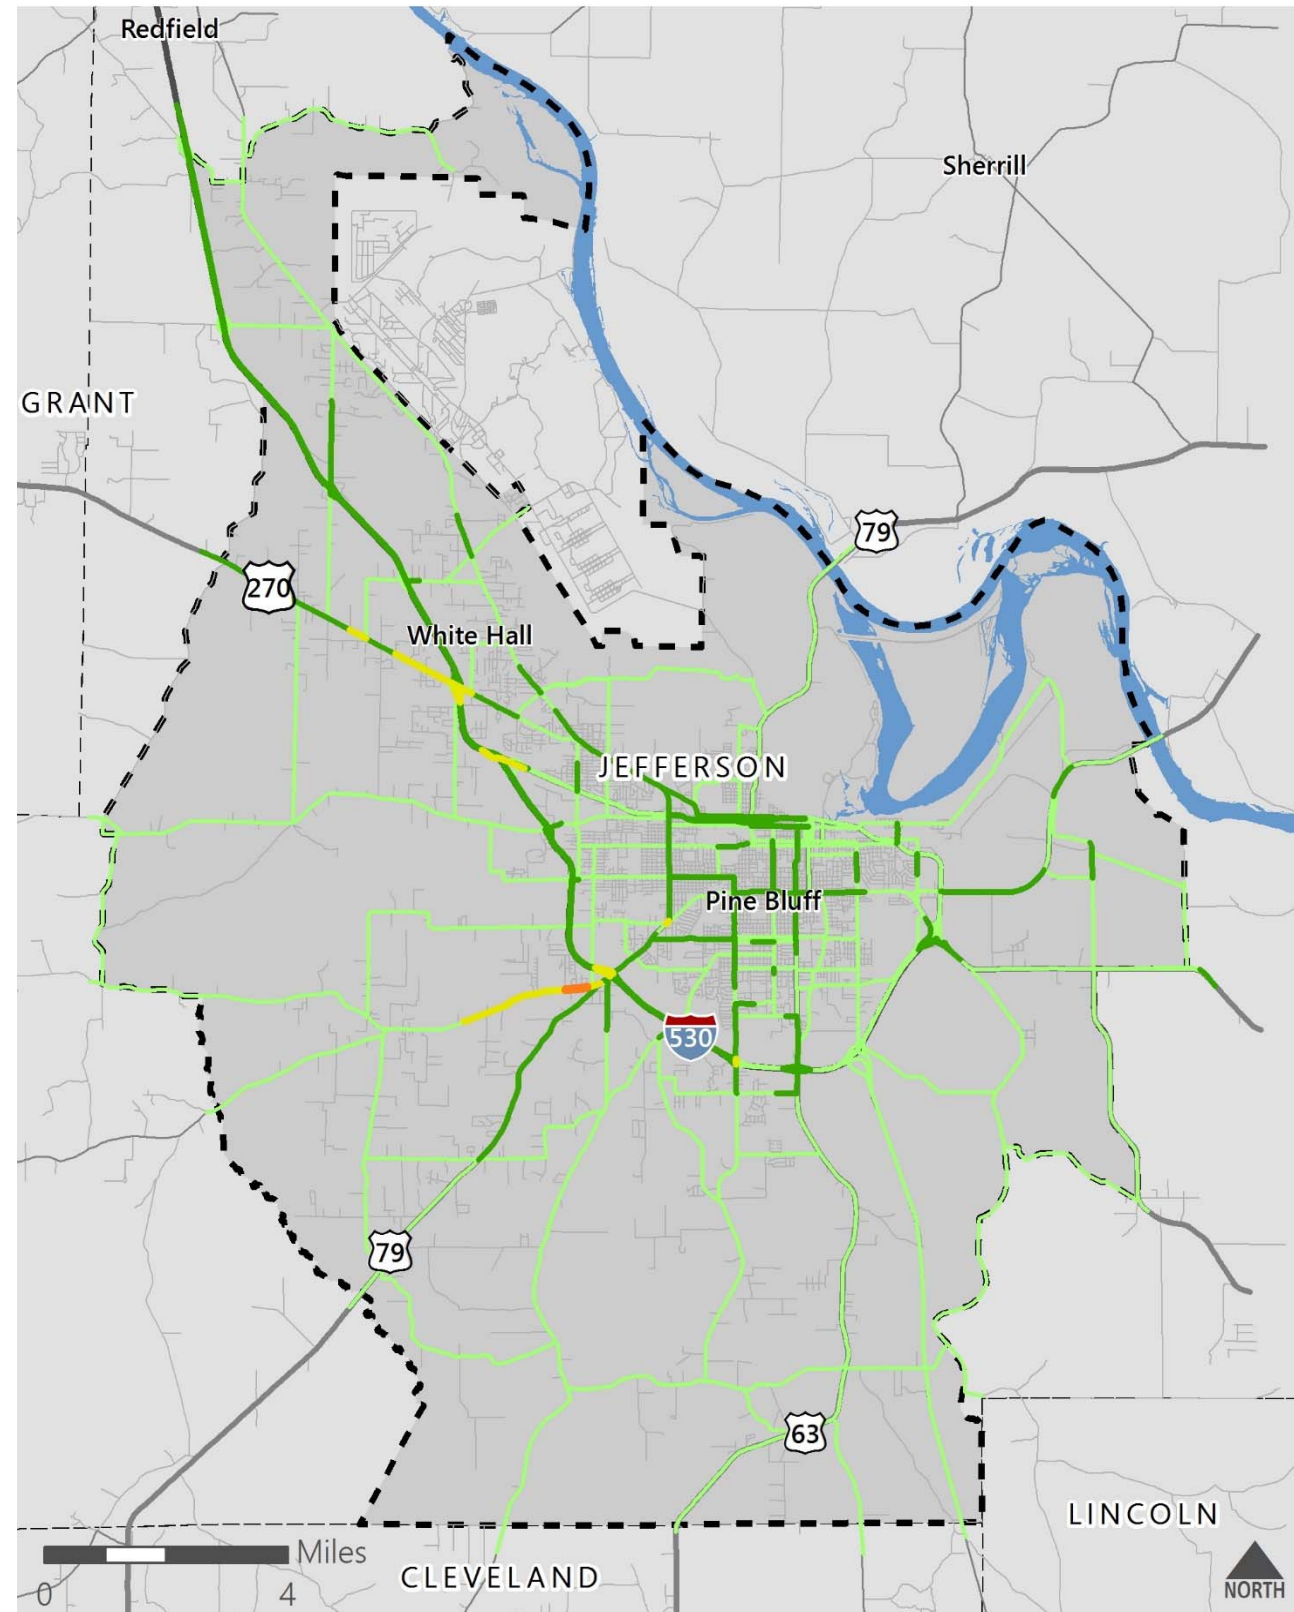 Redfield
Sherrill
GRANT
79
270
White Hall
JEFFERSON
Pine Bluff
530
79
63
LINCOLN
Miles
0 4
CLEVELAND
NORTH